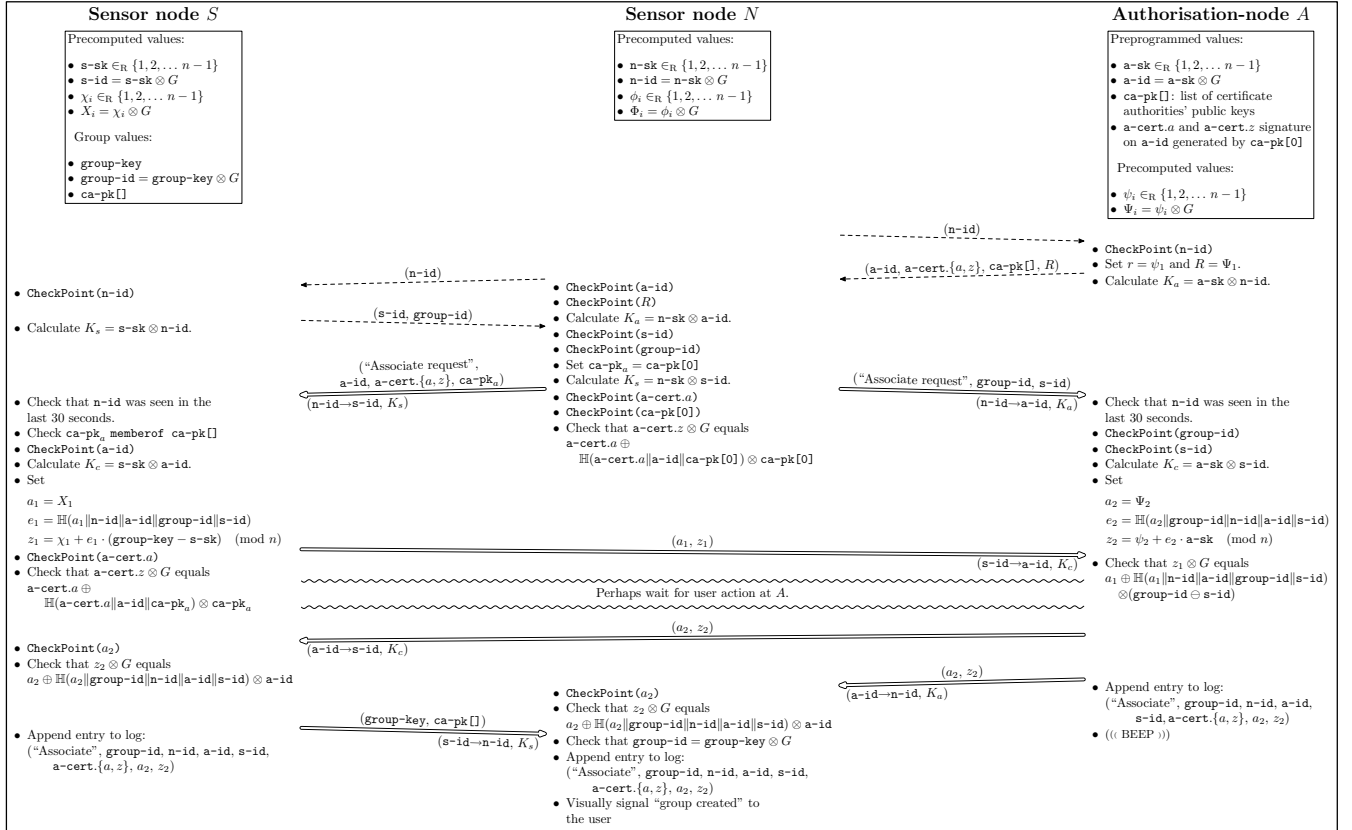 Sensor node S
Precomputed values:
• s-sk ∈R {1, 2, … n − 1}
• s-id = s-sk ⊗ G
• χi ∈R {1, 2, … n − 1}
• Xi = χi ⊗ G
Group values:
• group-key
• group-id = group-key ⊗ G
• ca-pk[]
Sensor node N
Precomputed values:
• n-sk ∈R {1, 2, … n − 1}
• n-id = n-sk ⊗ G
• ϕi ∈R {1, 2, … n − 1}
• Φi = ϕi ⊗ G
Authorisation-node A
Preprogrammed values:
• a-sk ∈R {1, 2, … n − 1}
• a-id = a-sk ⊗ G
• ca-pk[]: list of certificate
authorities' public keys
• a-cert.a and a-cert.z signature
on a-id generated by ca-pk[0]
Precomputed values:
• ψi ∈R {1, 2, … n − 1}
• Ψi = ψi ⊗ G
(n-id)
• CheckPoint(n-id)
• Set r = ψ1 and R = Ψ1.
• Calculate Ka = a-sk ⊗ n-id.
(a-id, a-cert.{a, z}, ca-pk[], R)
(n-id)
• CheckPoint(n-id)
• Calculate Ks = s-sk ⊗ n-id.
(s-id, group-id)
• CheckPoint(a-id)
• CheckPoint(R)
• Calculate Ka = n-sk ⊗ a-id.
• CheckPoint(s-id)
• CheckPoint(group-id)
• Set ca-pka = ca-pk[0]
• Calculate Ks = n-sk ⊗ s-id.
• CheckPoint(a-cert.a)
• CheckPoint(ca-pk[0])
• Check that a-cert.z ⊗ G equals
a-cert.a ⊕
ℍ(a-cert.a‖a-id‖ca-pk[0]) ⊗ ca-pk[0]
(“Associate request”,
a-id, a-cert.{a, z}, ca-pka)
(n-id→s-id, Ks)
(“Associate request”, group-id, s-id)
(n-id→a-id, Ka)
• Check that n-id was seen in the
last 30 seconds.
• Check ca-pka memberof ca-pk[]
• CheckPoint(a-id)
• Calculate Kc = s-sk ⊗ a-id.
• Set
a1 = X1
e1 = ℍ(a1‖n-id‖a-id‖group-id‖s-id)
z1 = χ1 + e1 · (group-key − s-sk) (mod n)
• CheckPoint(a-cert.a)
• Check that a-cert.z ⊗ G equals
a-cert.a ⊕
ℍ(a-cert.a‖a-id‖ca-pka) ⊗ ca-pka
• Check that n-id was seen in the
last 30 seconds.
• CheckPoint(group-id)
• CheckPoint(s-id)
• Calculate Kc = a-sk ⊗ s-id.
• Set
a2 = Ψ2
e2 = ℍ(a2‖group-id‖n-id‖a-id‖s-id)
z2 = ψ2 + e2 · a-sk (mod n)
(a1, z1)
(s-id→a-id, Kc)
• Check that z1 ⊗ G equals
a1 ⊕ ℍ(a1‖n-id‖a-id‖group-id‖s-id)
⊗(group-id ⊖ s-id)
Perhaps wait for user action at A.
(a2, z2)
(a-id→s-id, Kc)
• CheckPoint(a2)
• Check that z2 ⊗ G equals
a2 ⊕ ℍ(a2‖group-id‖n-id‖a-id‖s-id) ⊗ a-id
(a2, z2)
(a-id→n-id, Ka)
• Append entry to log:
(“Associate”, group-id, n-id, a-id,
s-id,a-cert.{a, z}, a2, z2)
• ((( BEEP )))
(group-key, ca-pk[])
(s-id→n-id, Ks)
• Append entry to log:
(“Associate”, group-id, n-id, a-id, s-id,
a-cert.{a, z}, a2, z2)
• CheckPoint(a2)
• Check that z2 ⊗ G equals
a2 ⊕ ℍ(a2‖group-id‖n-id‖a-id‖s-id) ⊗ a-id
• Check that group-id = group-key ⊗ G
• Append entry to log:
(“Associate”, group-id, n-id, a-id, s-id,
a-cert.{a, z}, a2, z2)
• Visually signal “group created” to
the user